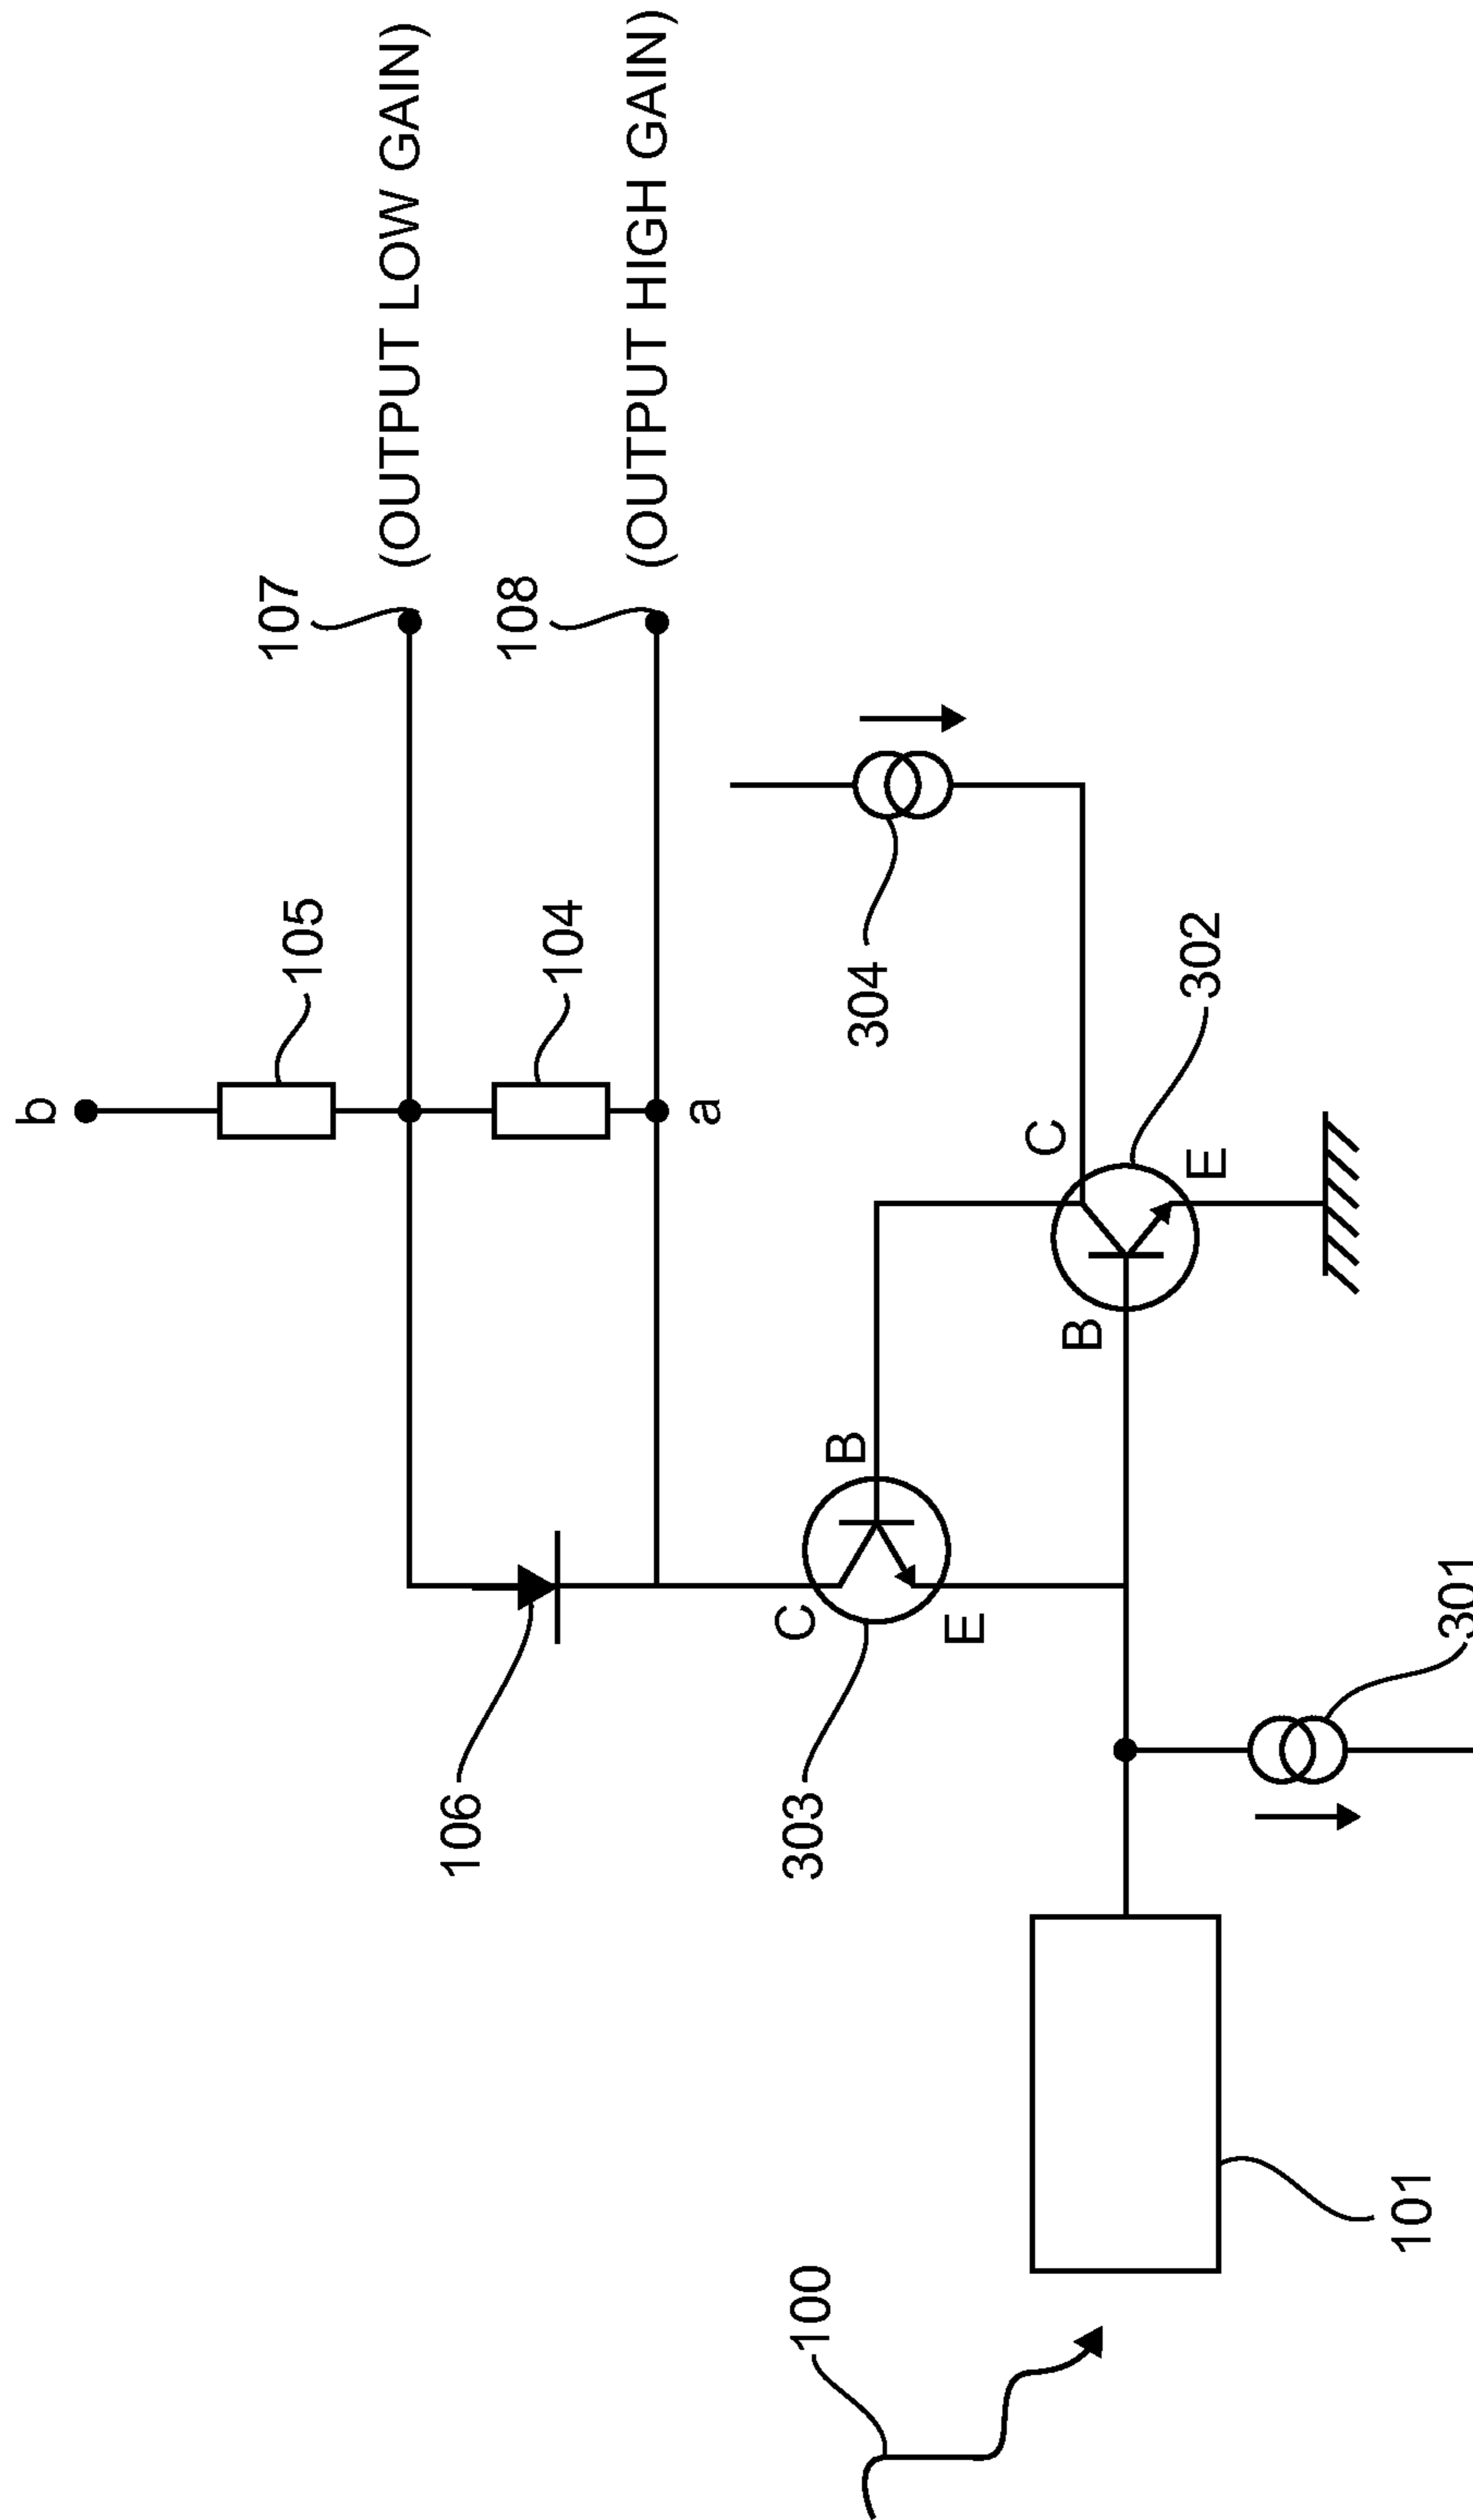 b
105
107
(OUTPUT LOW GAIN)
104
108
(OUTPUT HIGH GAIN)
a
106
304
303
C
B
E
C
302
B
E
301
100
101